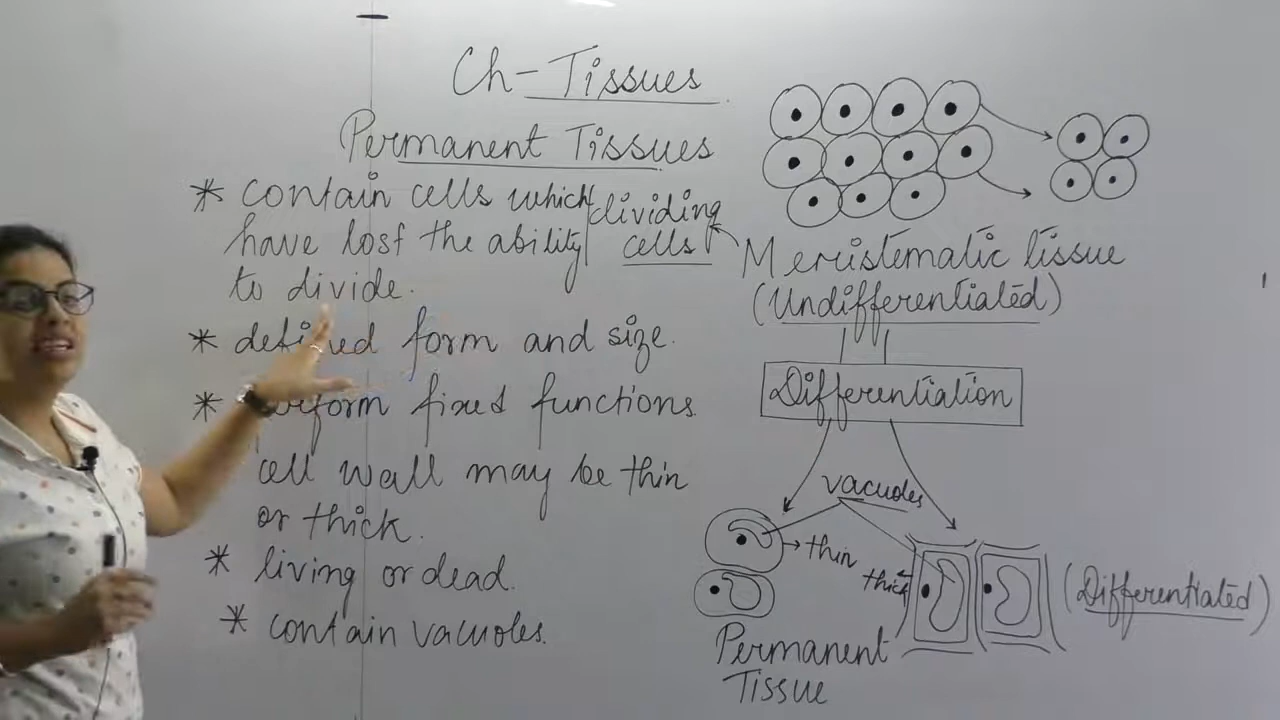 Ch-Tissues
Permanent Tissues
* contain cells which
have lost the ability
to divide.
* defined form and size.
* perform fixed functions.
cell wall may be thin
or thick.
* living or dead.
* contain vacuoles.
dividing
cells
Meristematic tissue
(Undifferentiated)
Differentiation
vacuoles
thin
thick
(Differentiated)
Permanent
Tissue